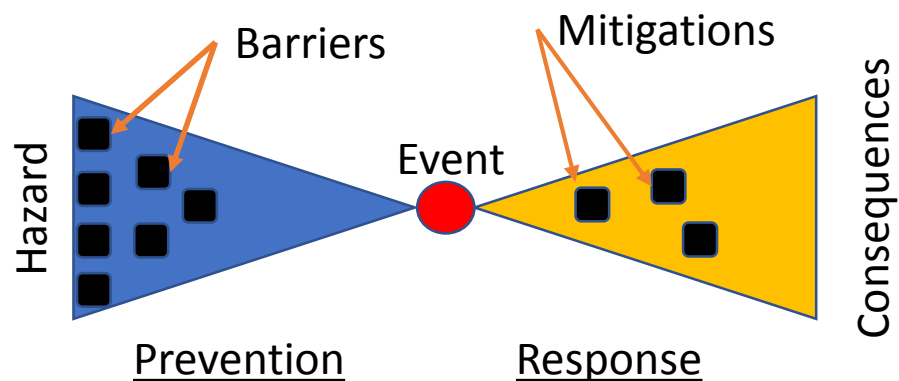 Barriers
Mitigations
Hazard
Event
Consequences
Prevention
Response